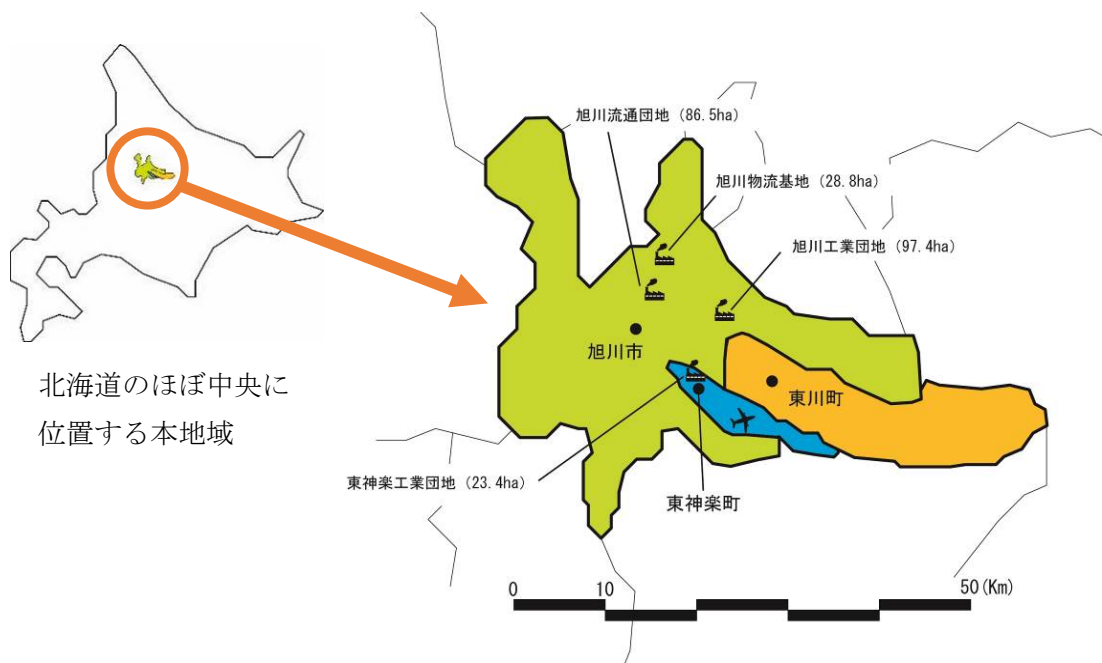 旭川流通団地 (86.5ha)
旭川物流基地 (28.8ha)
旭川工業団地 (97.4ha)
旭川市
東川町
北海道のほぼ中央に
位置する本地域
東神楽工業団地 (23.4ha)
東神楽町
0 10 50 (Km)